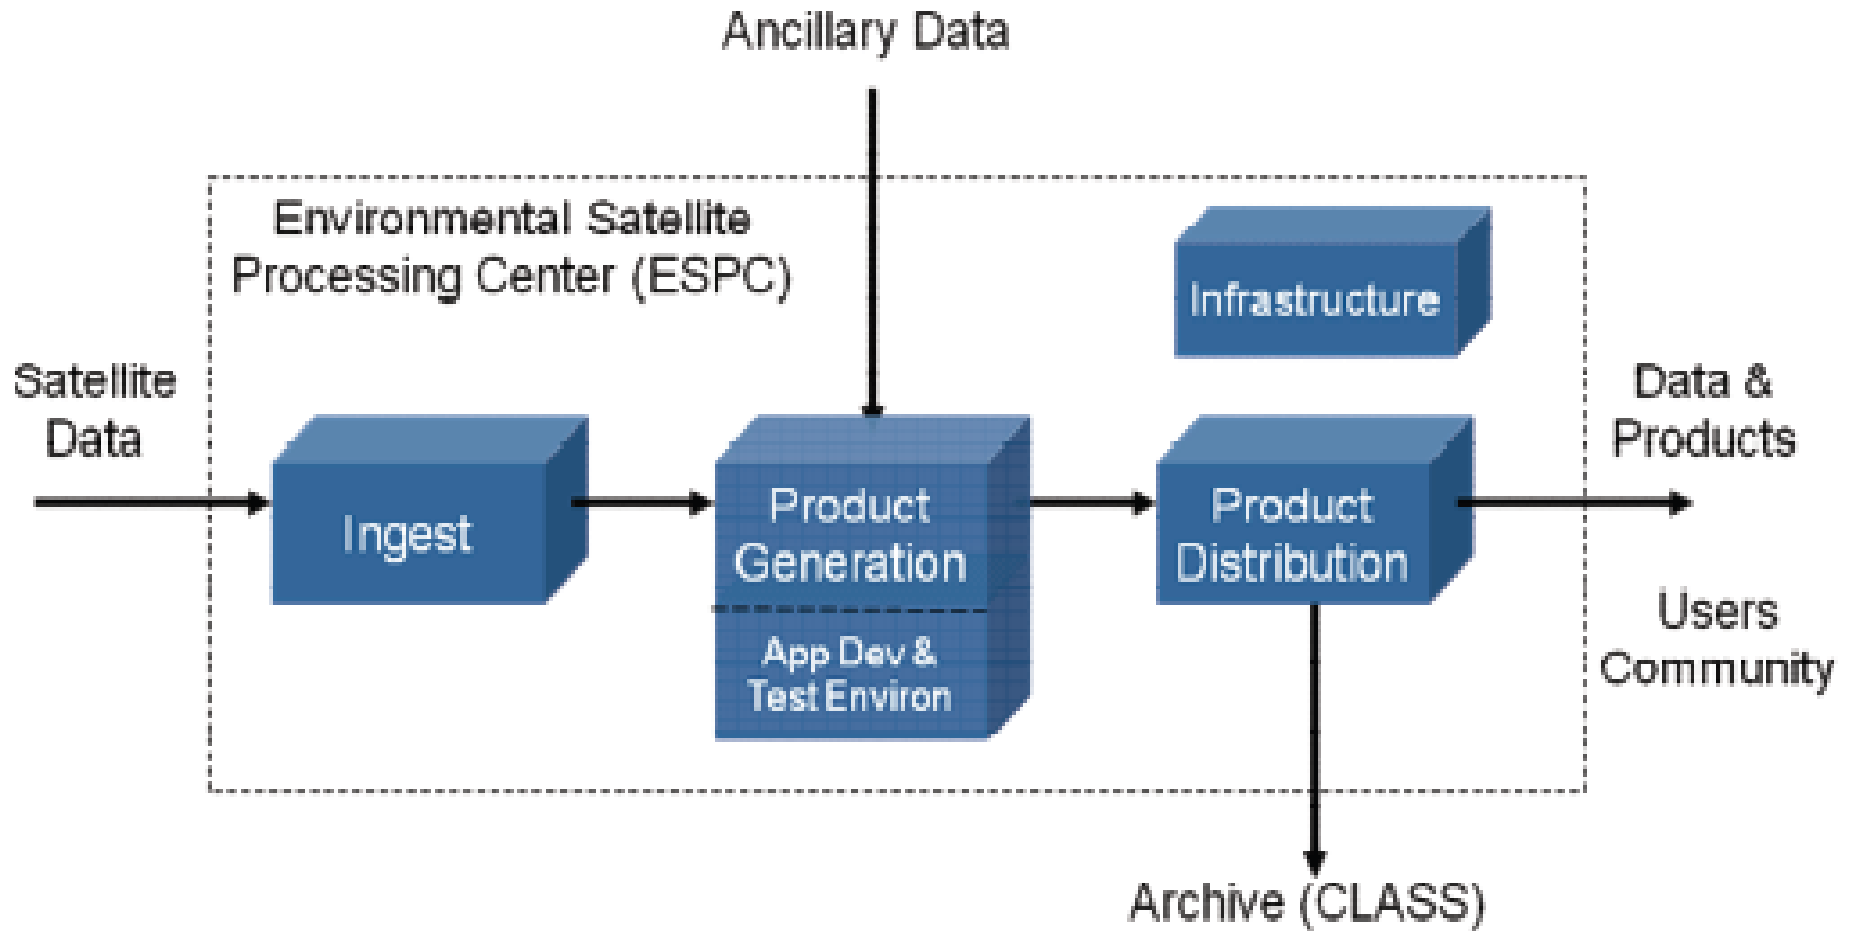 Ancillary Data
Environmental Satellite
Processing Center (ESPC)
Infrastructure
Satellite
Data
Data &
Products
Ingest
Product
Generation
App Dev &
Test Environ
Product
Distribution
Users
Community
Archive (CLASS)